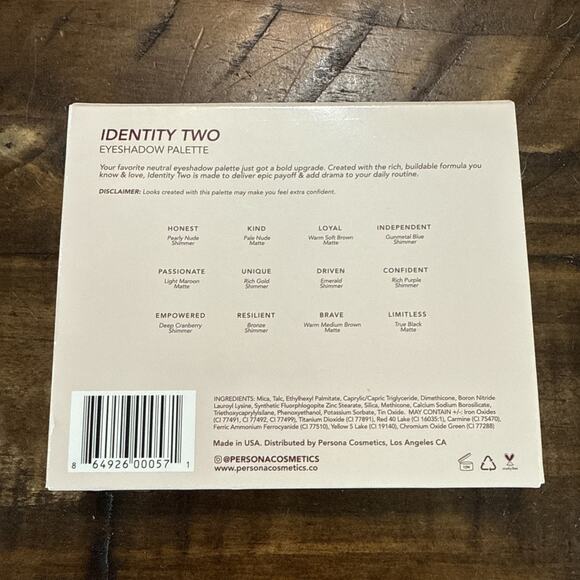 IDENTITY TWO
EYESHADOW PALETTE
Your favorite neutral eyeshadow palette just got a bold upgrade. Created with the rich, buildable formula you
know & love, Identity Two is made to deliver epic payoff & add drama to your daily routine.
DISCLAIMER: Looks created with this palette may make you feel extra confident.
HONEST KIND LOYAL INDEPENDENT
Pearly Nude Pale Nude Warm Soft Brown Gunmetal Blue
Shimmer Matte Matte Shimmer
PASSIONATE UNIQUE DRIVEN CONFIDENT
Light Maroon Rich Gold Emerald Rich Purple
Matte Shimmer Shimmer Shimmer
EMPOWERED RESILIENT BRAVE LIMITLESS
Deep Cranberry Bronze Warm Medium Brown True Black
Shimmer Shimmer Matte Matte
INGREDIENTS: Mica, Talc, Ethylhexyl Palmitate, Caprylic/Capric Triglyceride, Dimethicone, Boron Nitride
Lauroyl Lysine, Synthetic Fluorphlogopite Zinc Stearate, Silica, Methicone, Calcium Sodium Borosilicate,
Triethoxycaprylylsilane, Phenoxyethanol, Potassium Sorbate, Tin Oxide. MAY CONTAIN +/-: Iron Oxides
(CI 77491, CI 77492, CI 77499), Titanium Dioxide (CI 77891), Red 40 Lake (CI 16035:1), Carmine (CI 75470),
Ferric Ammonium Ferrocyanide (CI 77510), Yellow 5 Lake (CI 19140), Chromium Oxide Green (CI 77288)
Made in USA. Distributed by Persona Cosmetics, Los Angeles CA
@PERSONACOSMETICS
www.personacosmetics.co
8 64926 00057 1
12M
cruelty free